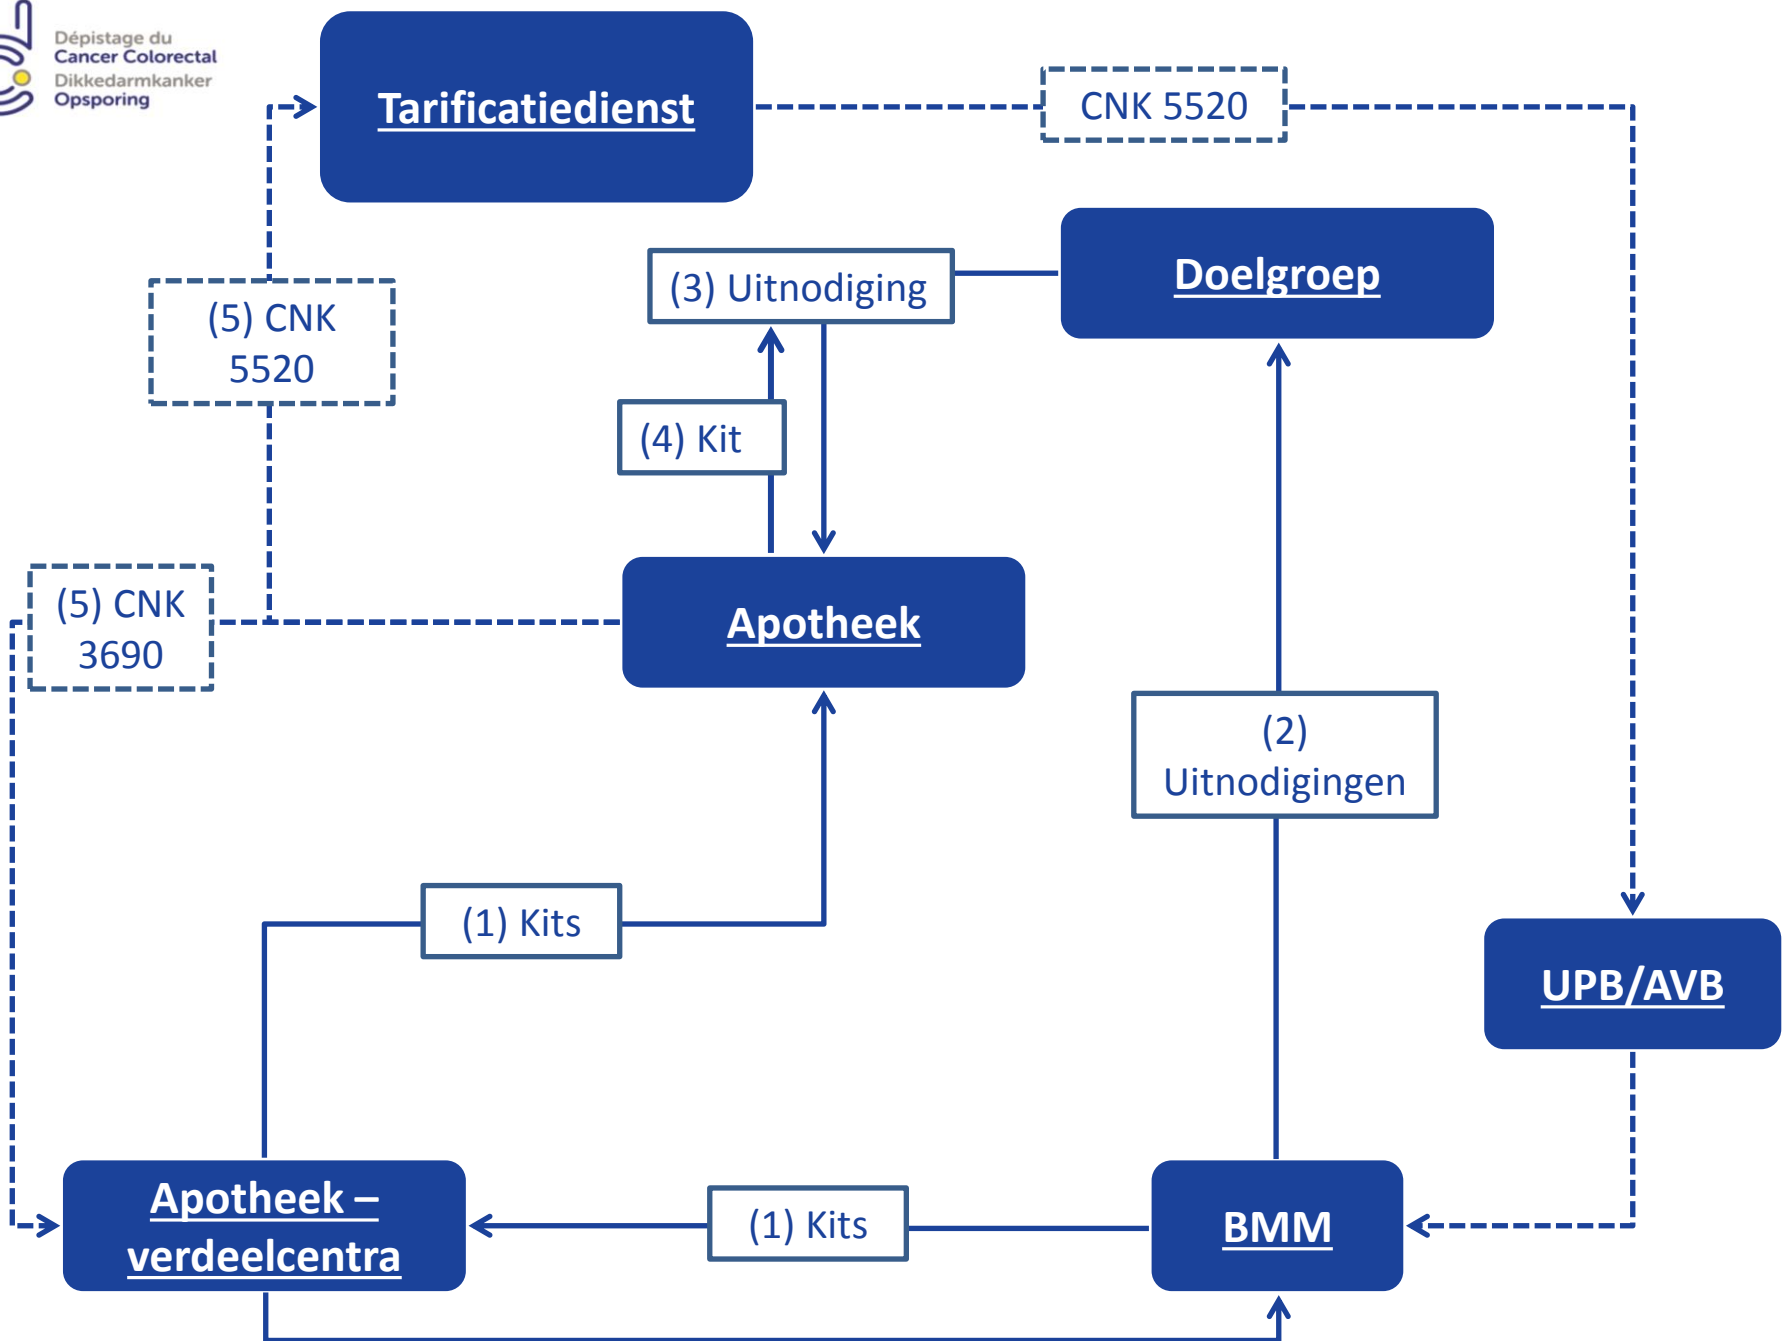 Dépistage du
Cancer Colorectal
Dikkedarmkanker
Opsporing
Tarificatiedienst
CNK 5520
Doelgroep
(3) Uitnodiging
(5) CNK
5520
(4) Kit
(5) CNK
3690
Apotheek
(2)
Uitnodigingen
(1) Kits
UPB/AVB
Apotheek –
verdeelcentra
(1) Kits
BMM